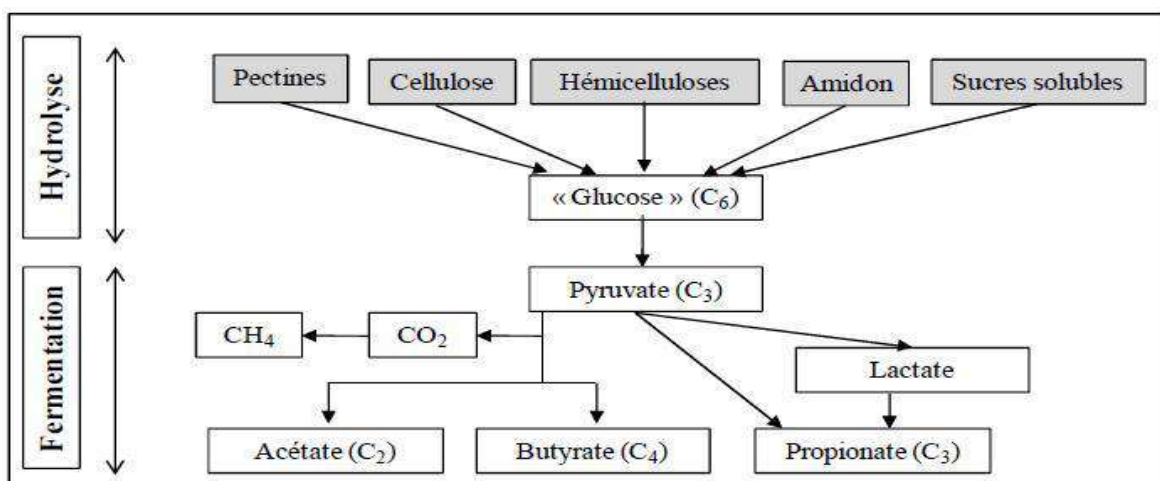 Hydrolyse
Pectines
Cellulose
Hémicelluloses
Amidon
Sucres solubles
« Glucose » (C₆)
Fermentation
Pyruvate (C₃)
CH₄
CO₂
Lactate
Acétate (C₂)
Butyrate (C₄)
Propionate (C₃)